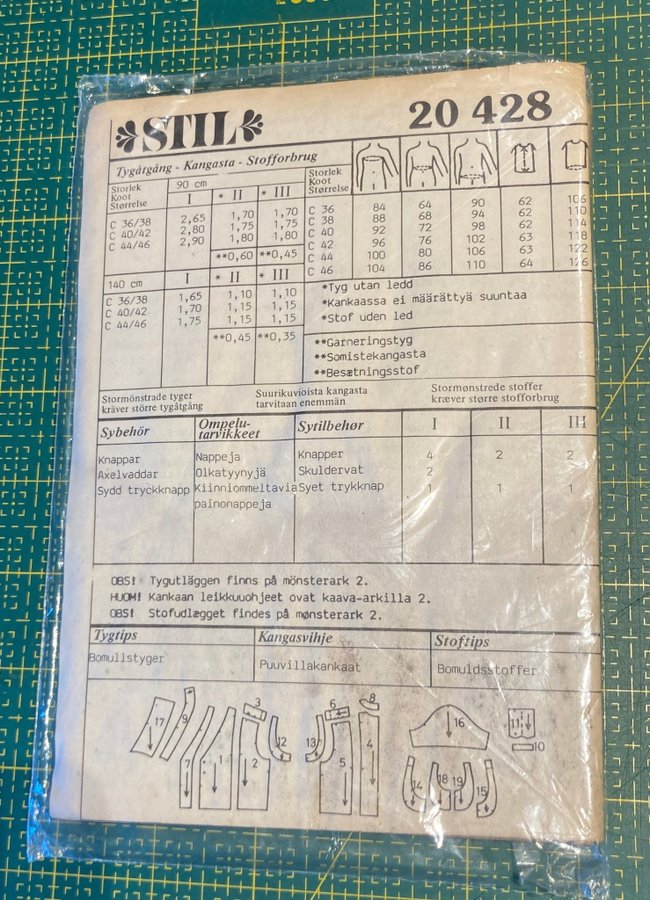 STIL
20 428
Tygåtgång - Kangasta - Stofforbrug
Storlek
Koot
Størrelse
90 cm
I * II * III
C 36/38 2,65 1,70 1,70
C 40/42 2,80 1,75 1,75
C 44/46 2,90 1,80 1,80
**0,60 **0,45
140 cm I * II * III
C 36/38 1,65 1,10 1,10
C 40/42 1,70 1,15 1,15
C 44/46 1,75 1,15 1,15
**0,45 **0,35
Storlek
Koot
Størrelse
C 36 84 64 90 62 106
C 38 88 68 94 62 110
C 40 92 72 98 62 114
C 42 96 76 102 63 118
C 44 100 80 106 63 122
C 46 104 86 110 64 126
*Tyg utan ledd
*Kankaassa ei määrättyä suuntaa
*Stof uden led
**Garneringstyg
**Somistekangasta
**Besætningsstof
Stormönstrade tyger
kräver större tygåtgång
Suurikuvioista kangasta
tarvitaan enemmän
Stormønstrede stoffer
kræver større stofforbrug
Sybehör
Ompelu-
tarvikkeet
Sytilbehør I II III
Knappar Nappeja Knapper 4 2 2
Axelvaddar Olkatyynyjä Skuldervat 2
Sydd tryckknapp Kiinniommeltavia Syet trykknap 1 1 1
painonappeja
OBS! Tygutläggen finns på mönsterark 2.
HUOM! Kankaan leikkuuohjeet ovat kaava-arkilla 2.
OBS! Stofudlægget findes på mønsterark 2.
Tygtips Kangasvihje Stoftips
Bomullstyger Puuvillakankaat Bomuldsstoffer
17 9 7 1 3 2 12 13 6 5 8 4 16 11 10
14 18 19 15